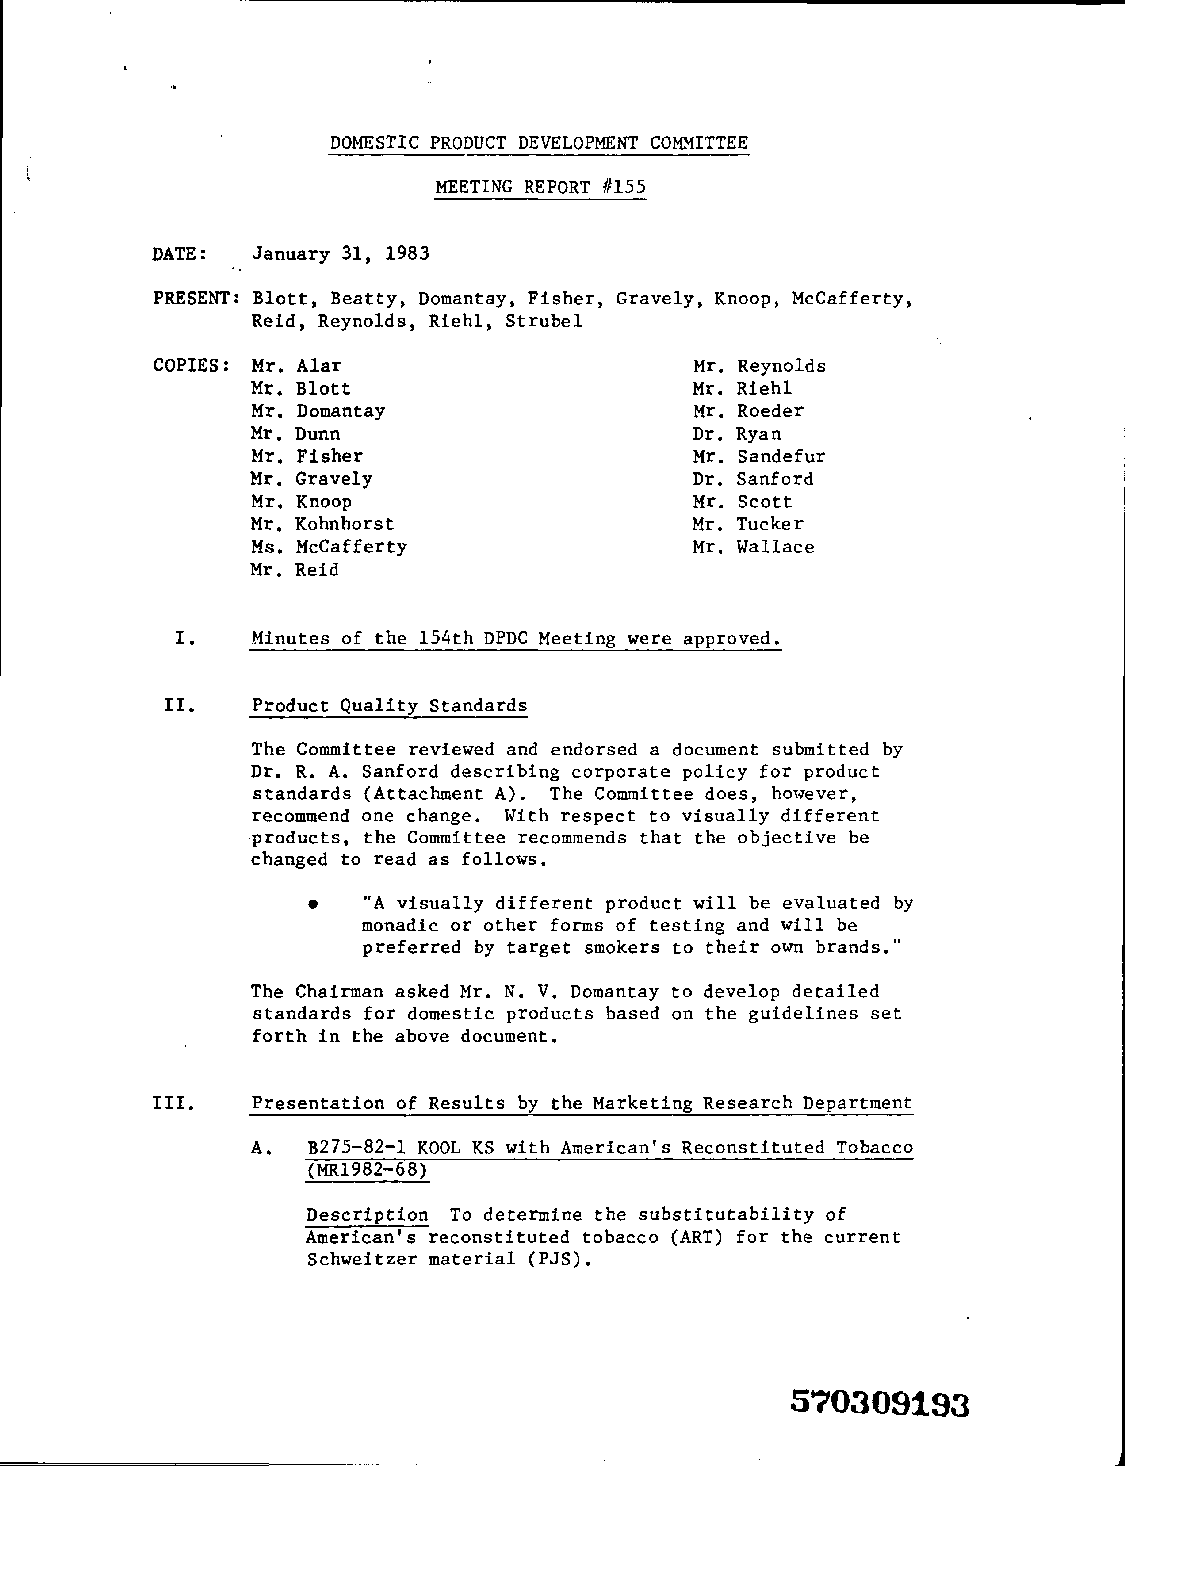 DOMESTIC PRODUCT DEVELOPMENT COMMITTEE
MEETING REPORT #155
DATE: January 31, 1983
PRESENT: Blott, Beatty, Domantay, Fisher, Gravely, Knoop, McCafferty,
Reid, Reynolds, Riehl, Strubel
COPIES: Mr. Alar Mr. Reynolds
Mr. Blott Mr. Riehl
Mr. Domantay Mr. Roeder
Mr. Dunn Dr. Ryan
Mr. Fisher Mr. Sandefur
Mr. Gravely Dr. Sanford
Mr. Knoop Mr. Scott
Mr. Kohnhorst Mr. Tucker
Ms. McCafferty Mr. Wallace
Mr. Reid
I. Minutes of the 154th DPDC Meeting were approved.
II. Product Quality Standards
The Committee reviewed and endorsed a document submitted by
Dr. R. A. Sanford describing corporate policy for product
standards (Attachment A). The Committee does, however,
recommend one change. With respect to visually different
products, the Committee recommends that the objective be
changed to read as follows.
• "A visually different product will be evaluated by
monadic or other forms of testing and will be
preferred by target smokers to their own brands."
The Chairman asked Mr. N. V. Domantay to develop detailed
standards for domestic products based on the guidelines set
forth in the above document.
III. Presentation of Results by the Marketing Research Department
A. B275-82-1 KOOL KS with American's Reconstituted Tobacco
(MR1982-68)
Description To determine the substitutability of
American's reconstituted tobacco (ART) for the current
Schweitzer material (PJS).
570309193